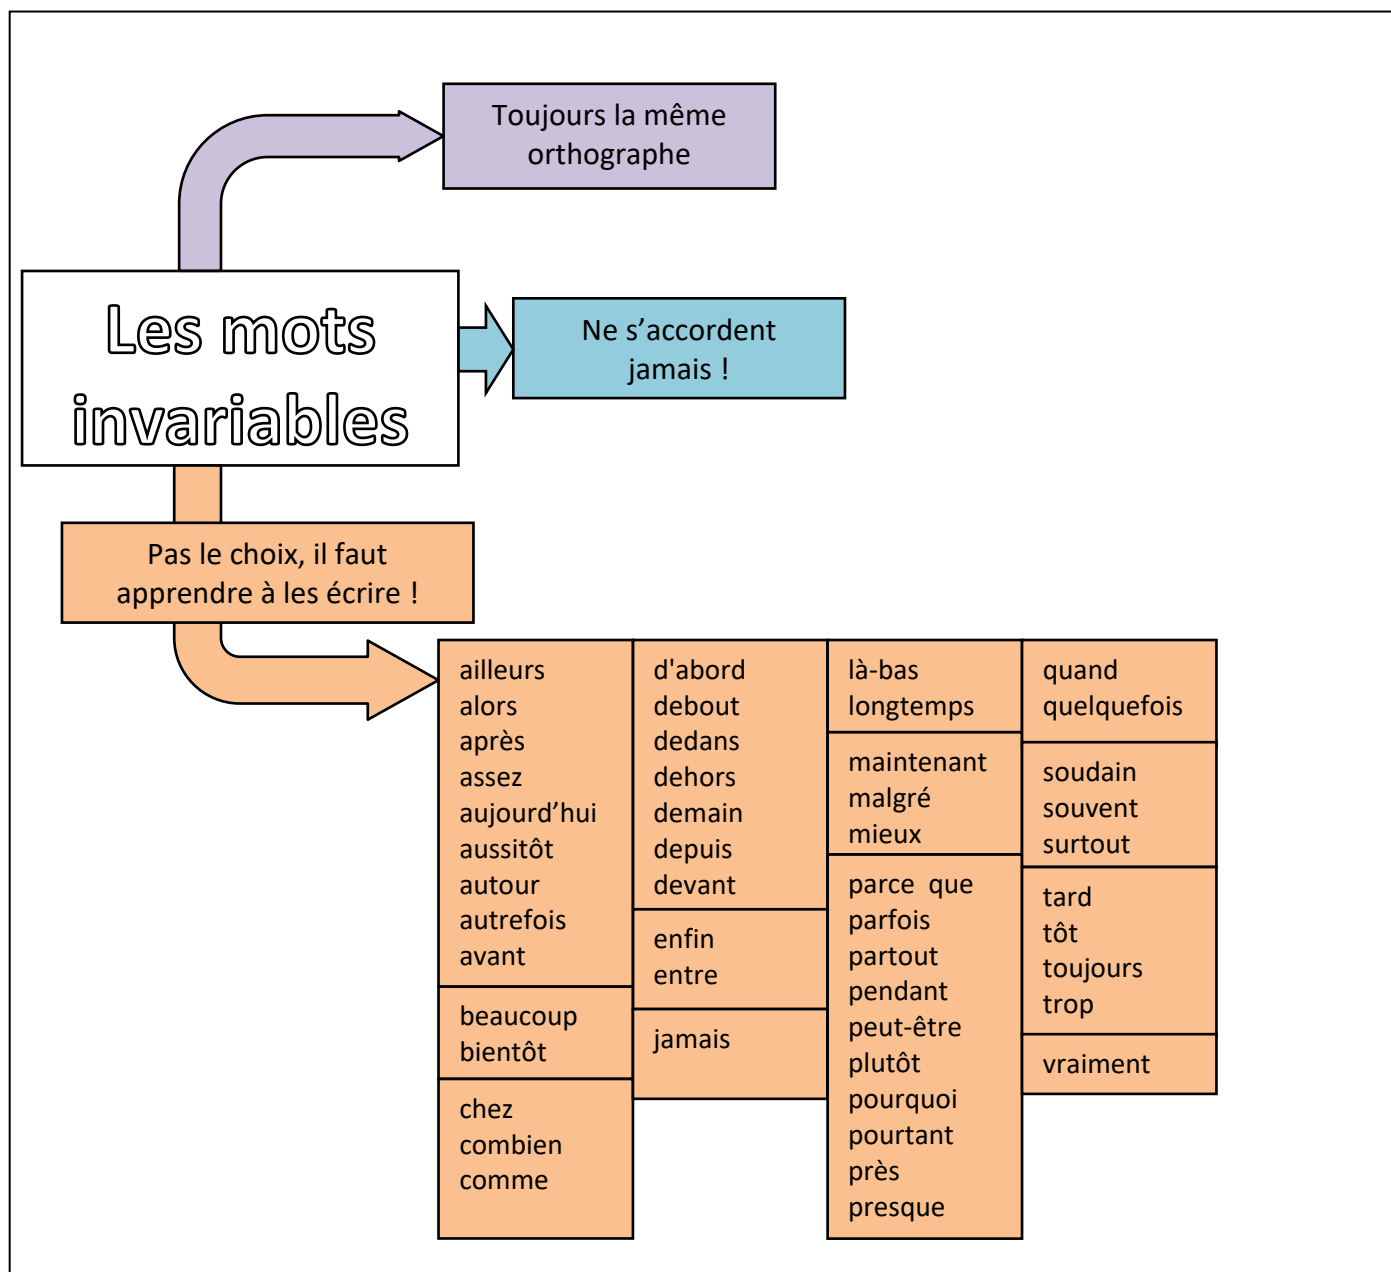 Toujours la même
orthographe
Les mots
invariables
Ne s’accordent
jamais !
Pas le choix, il faut
apprendre à les écrire !
ailleurs
alors
après
assez
aujourd’hui
aussitôt
autour
autrefois
avant
beaucoup
bientôt
chez
combien
comme
d'abord
debout
dedans
dehors
demain
depuis
devant
enfin
entre
jamais
là-bas
longtemps
maintenant
malgré
mieux
parce  que
parfois
partout
pendant
peut-être
plutôt
pourquoi
pourtant
près
presque
quand
quelquefois
soudain
souvent
surtout
tard
tôt
toujours
trop
vraiment